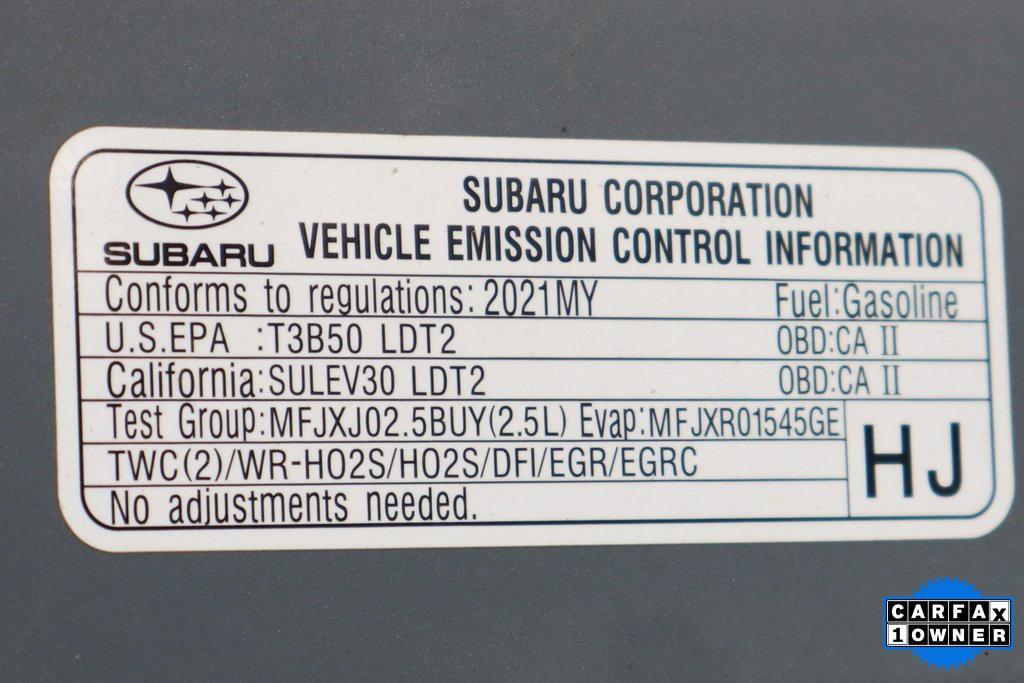 SUBARU
SUBARU CORPORATION
VEHICLE EMISSION CONTROL INFORMATION
Conforms to regulations: 2021MY Fuel:Gasoline
U.S.EPA :T3B50 LDT2 OBD:CA II
California:SULEV30 LDT2 OBD:CA II
Test Group:MFJXJ02.5BUY(2.5L) Evap:MFJXR01545GE
TWC(2)/WR-HO2S/HO2S/DFI/EGR/EGRC
No adjustments needed.
HJ
CARFAX
1 OWNER